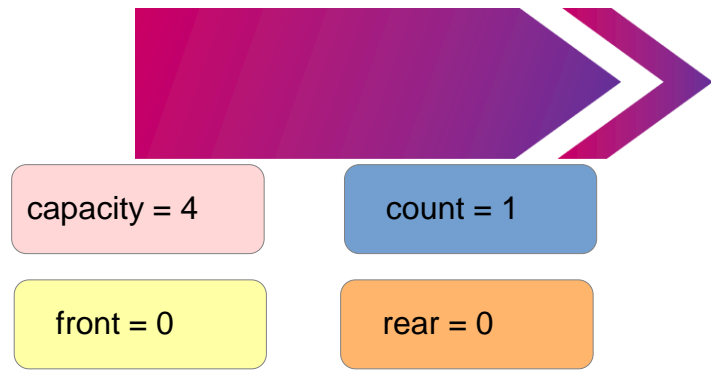 capacity = 4
count = 1
front = 0
rear = 0